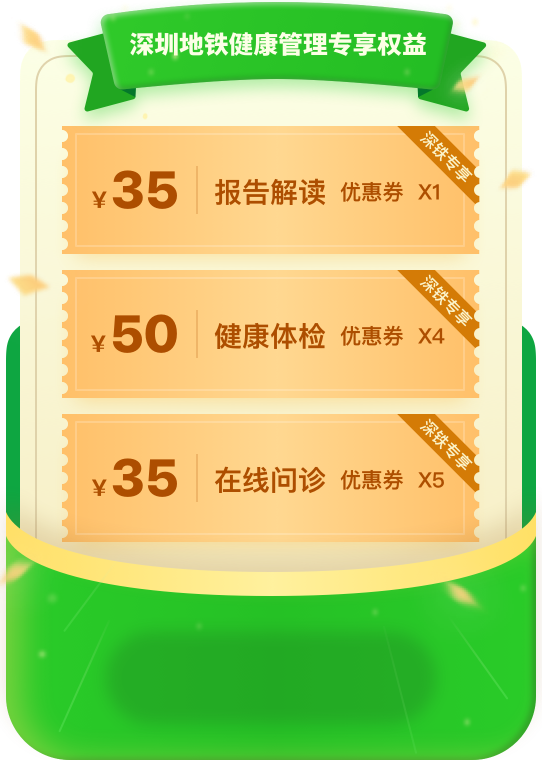 深圳地铁健康管理专享权益
深铁专享
¥35 报告解读 优惠券 X1
深铁专享
¥50 健康体检 优惠券 X4
深铁专享
¥35 在线问诊 优惠券 X5